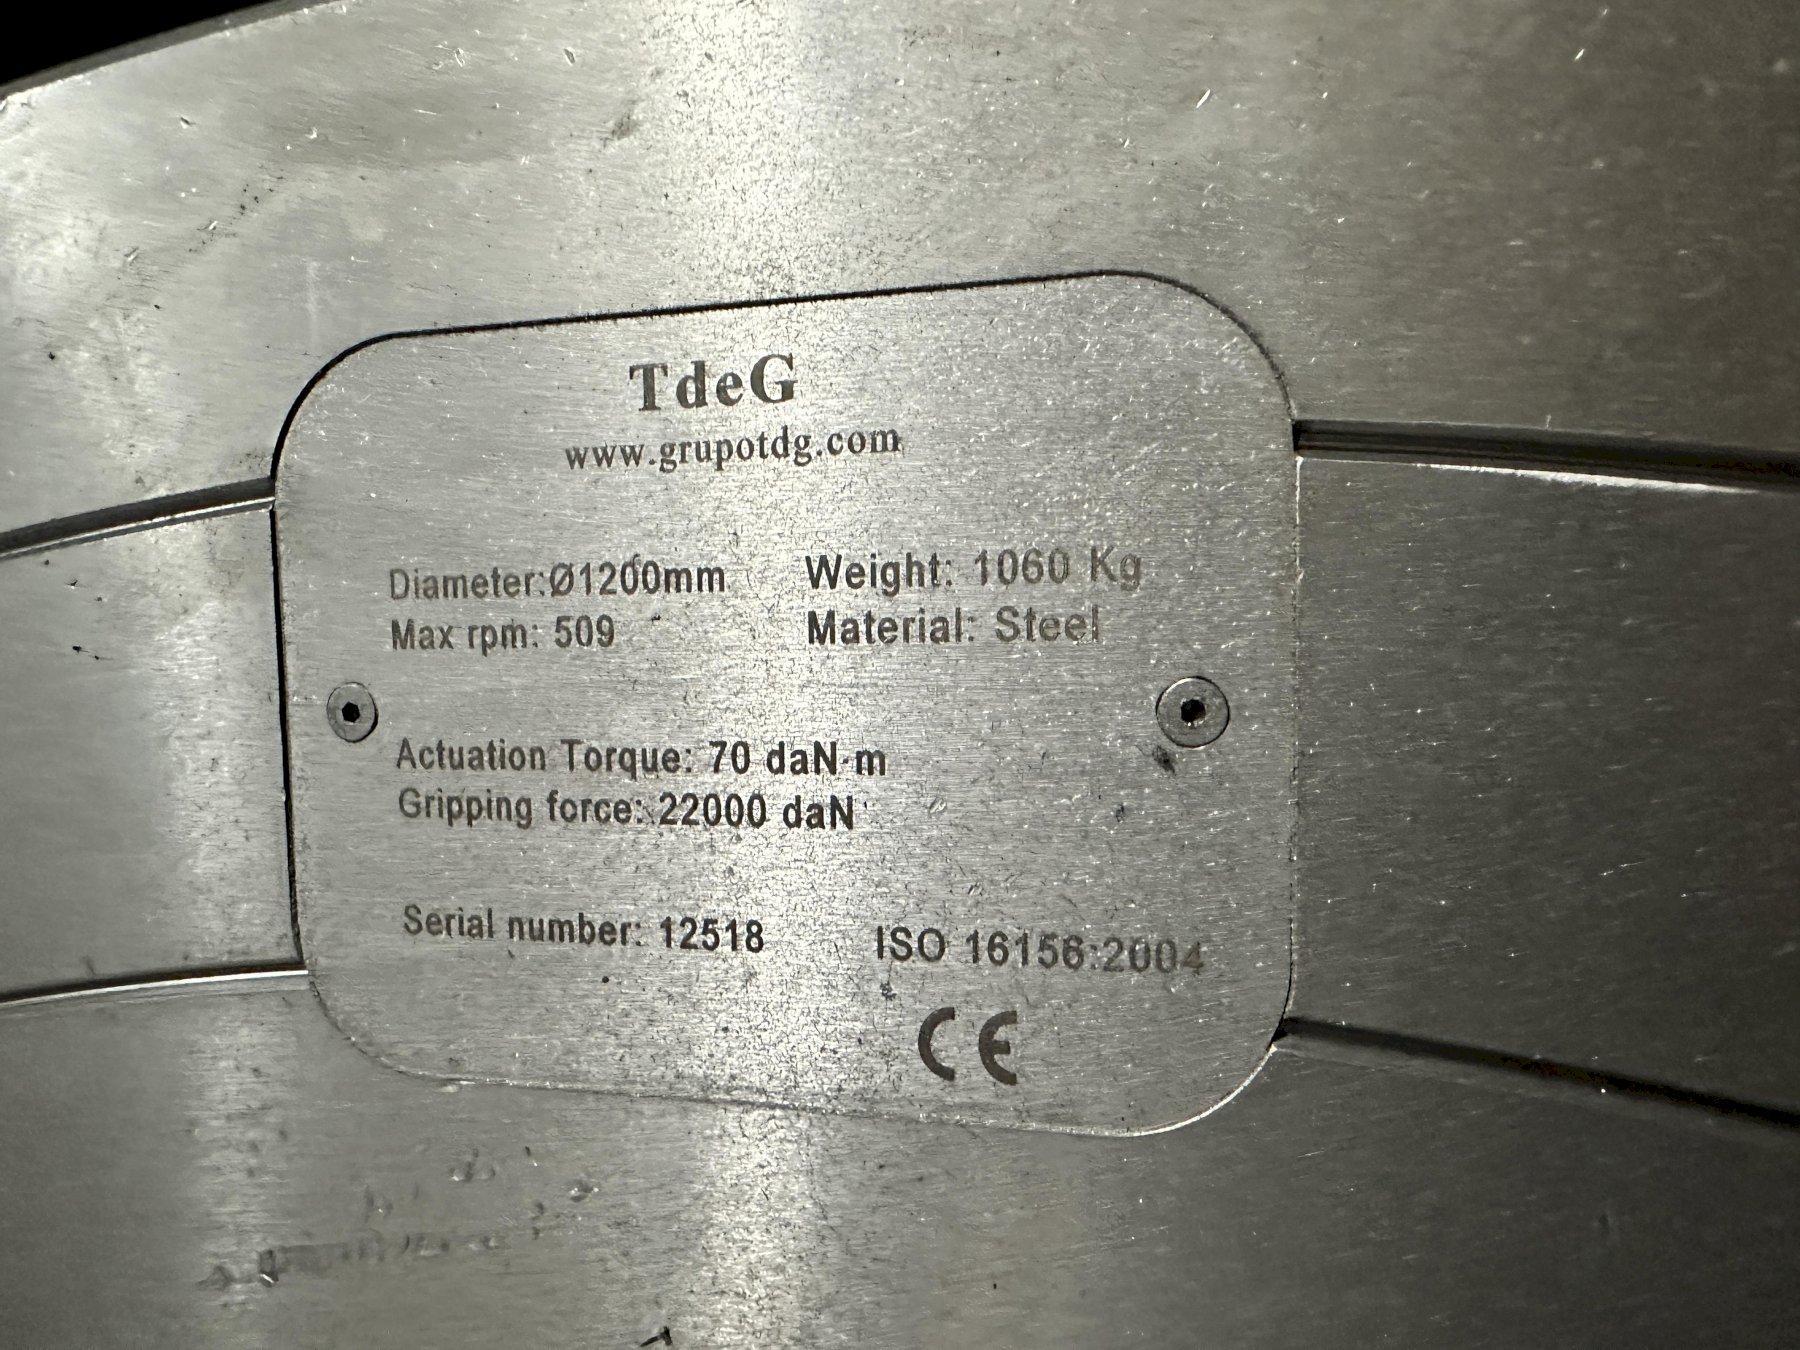 TdeG
www.grupotdg.com
Diameter:Ø1200mm Weight: 1060 Kg
Max rpm: 509 Material: Steel
Actuation Torque: 70 daN·m
Gripping force: 22000 daN
Serial number: 12518 ISO 16156:2004
CE